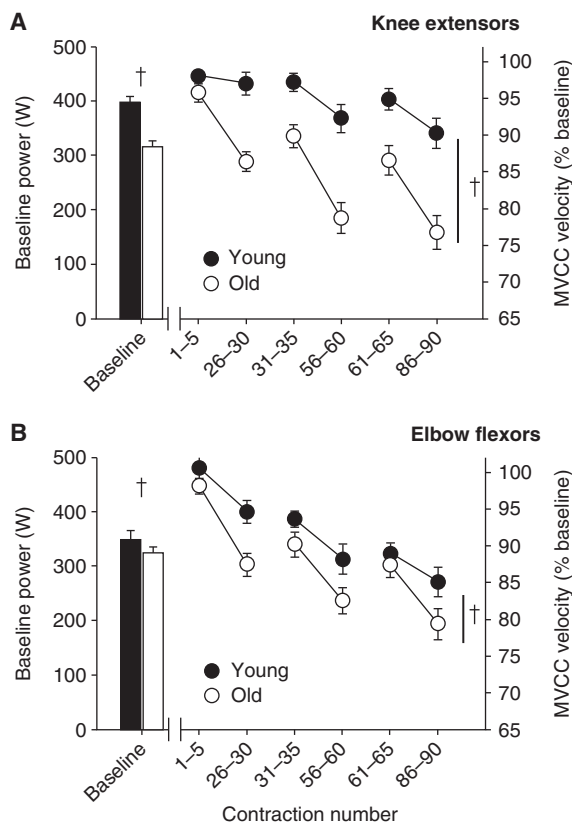 A
Knee extensors
†
Baseline power (W)
500
400
300
200
100
0
Young
Old
†
100
95
90
85
80
75
70
65
MVCC velocity (% baseline)
Baseline
1–5
26–30
31–35
56–60
61–65
86–90
B
Elbow flexors
†
Baseline power (W)
500
400
300
200
100
0
Young
Old
†
100
95
90
85
80
75
70
65
MVCC velocity (% baseline)
Baseline
1–5
26–30
31–35
56–60
61–65
86–90
Contraction number